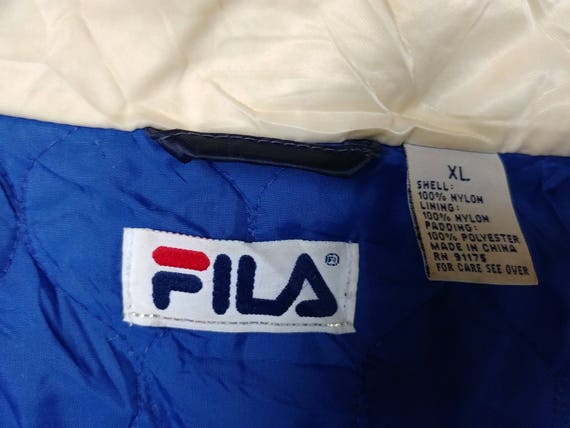 FILA®
XL
SHELL:
100% NYLON
LINING:
100% NYLON
PADDING:
100% POLYESTER
MADE IN CHINA
RN 91175
FOR CARE SEE OVER